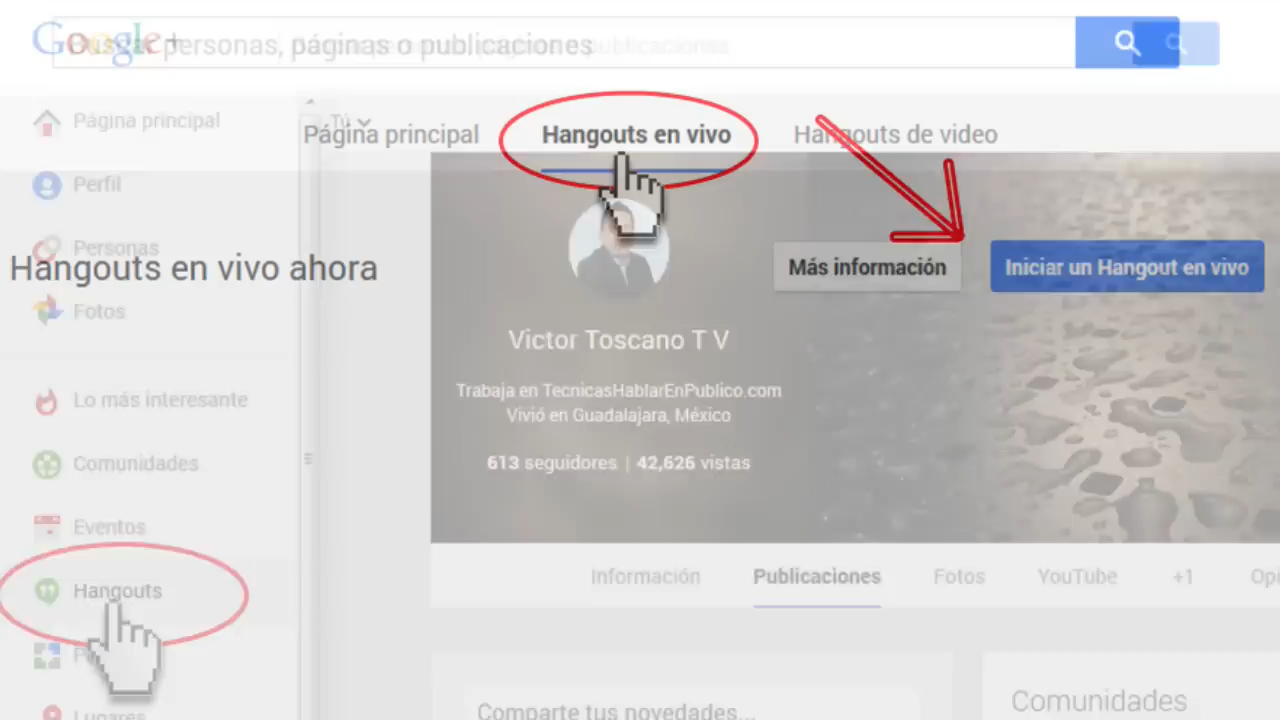 Google+
personas, páginas o publicaciones
Página principal
Tú
Página principal
Hangouts en vivo
Hangouts de video
Perfil
Personas
Hangouts en vivo ahora
Más información
Iniciar un Hangout en vivo
Fotos
Victor Toscano T V
Trabaja en TecnicasHablarEnPublico.com
Vivió en Guadalajara, México
Lo más interesante
Comunidades
613 seguidores | 42,626 vistas
Eventos
Hangouts
Información
Publicaciones
Fotos
YouTube
+1
Lugares
Comunidades
Comparte tus novedades...